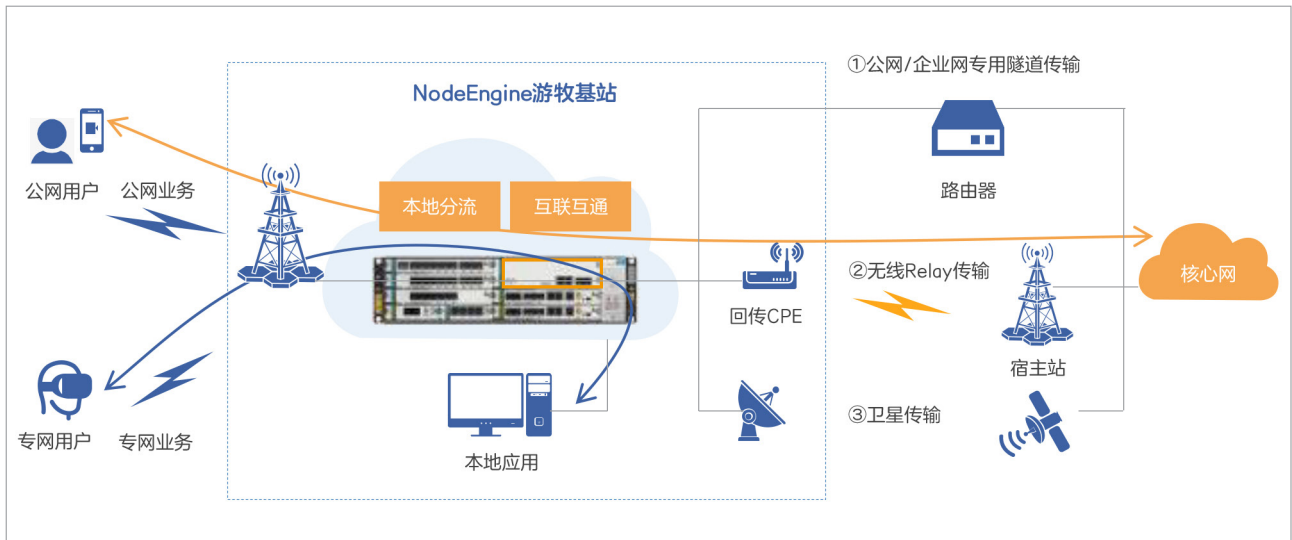 ①公网/企业网专用隧道传输
NodeEngine游牧基站
公网用户
公网业务
本地分流
互联互通
路由器
②无线Relay传输
核心网
回传CPE
宿主站
专网用户
专网业务
本地应用
③卫星传输